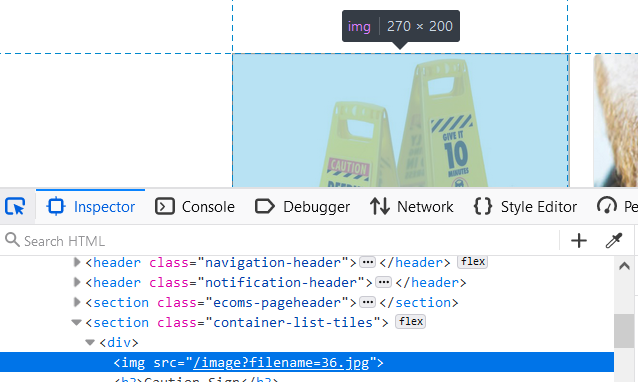 img | 270 × 200
CAUTION
GIVE IT
10
MINUTES
Inspector Console Debugger Network Style Editor Pe
Search HTML
<header class="navigation-header">···</header> flex
<header class="notification-header">···</header>
<section class="ecoms-pageheader">···</section>
<section class="container-list-tiles"> flex
<div>
<img src="/image?filename=36.jpg">
<h3>Caution Sign</h3>